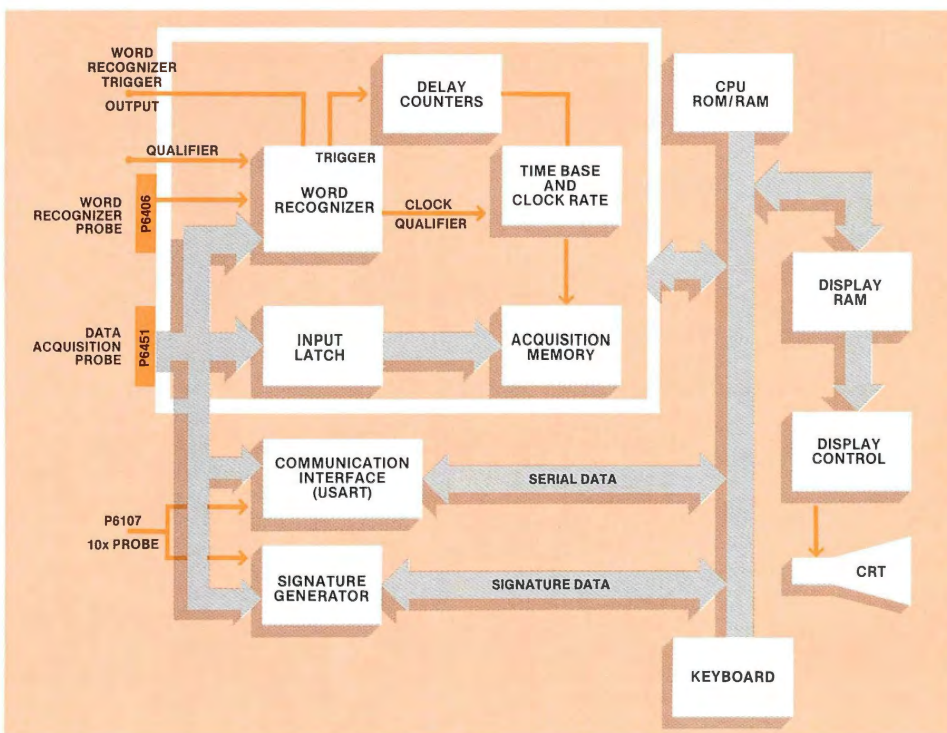 WORD
RECOGNIZER
TRIGGER
OUTPUT
DELAY
COUNTERS
CPU
ROM/RAM
QUALIFIER
TRIGGER
WORD
RECOGNIZER
TIME BASE
AND
CLOCK RATE
CLOCK
QUALIFIER
WORD
RECOGNIZER
PROBE
P6406
DISPLAY
RAM
DATA
ACQUISITION
PROBE
P6451
INPUT
LATCH
ACQUISITION
MEMORY
DISPLAY
CONTROL
COMMUNICATION
INTERFACE
(USART)
SERIAL DATA
P6107
10x PROBE
CRT
SIGNATURE
GENERATOR
SIGNATURE DATA
KEYBOARD